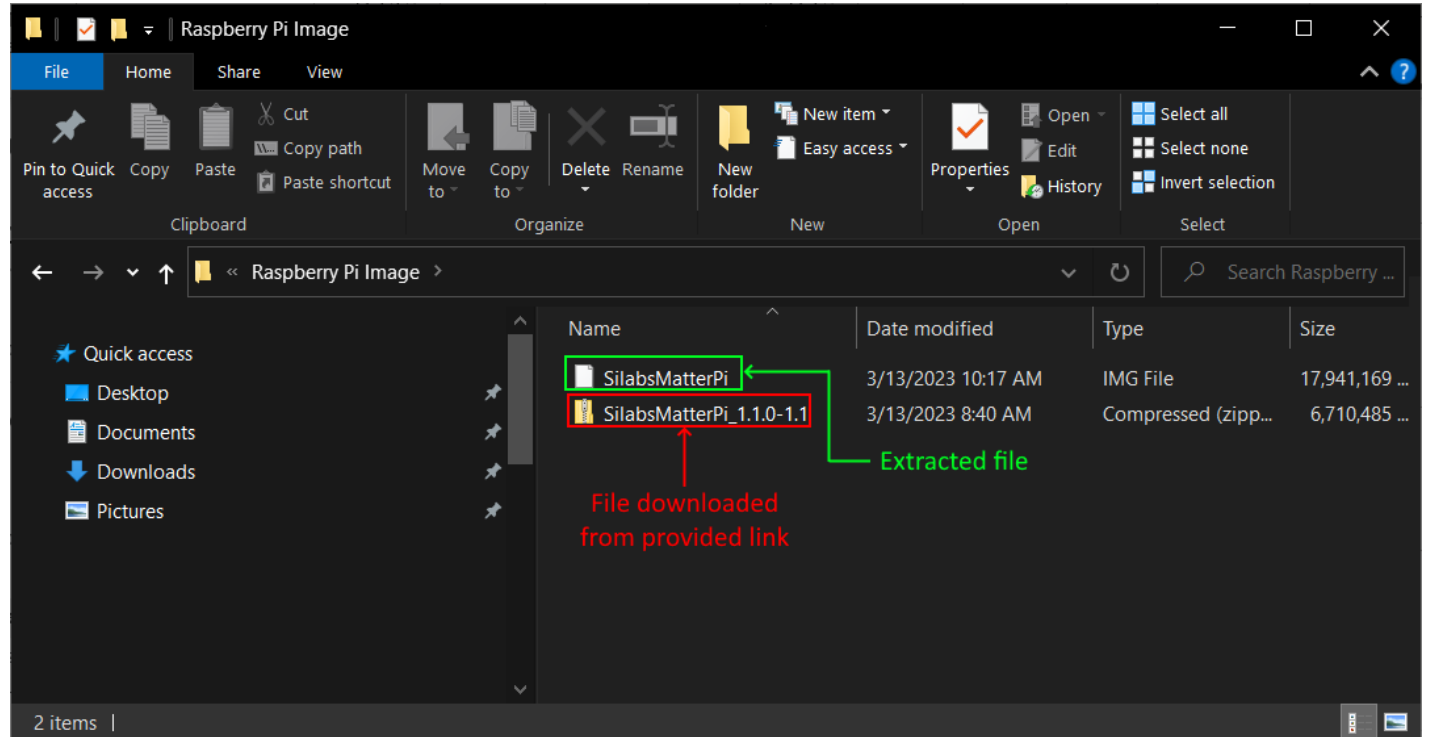 Raspberry Pi Image
File Home Share View
Pin to Quick access
Copy
Paste
Cut
Copy path
Paste shortcut
Move to
Copy to
Delete
Rename
New folder
New item
Easy access
Properties
Open
Edit
History
Select all
Select none
Invert selection
Clipboard Organize New Open Select
« Raspberry Pi Image > Search Raspberry ...
Quick access
Desktop
Documents
Downloads
Pictures
Name Date modified Type Size
SilabsMatterPi 3/13/2023 10:17 AM IMG File 17,941,169 ...
SilabsMatterPi_1.1.0-1.1 3/13/2023 8:40 AM Compressed (zipp... 6,710,485 ...
Extracted file
File downloaded
from provided link
2 items